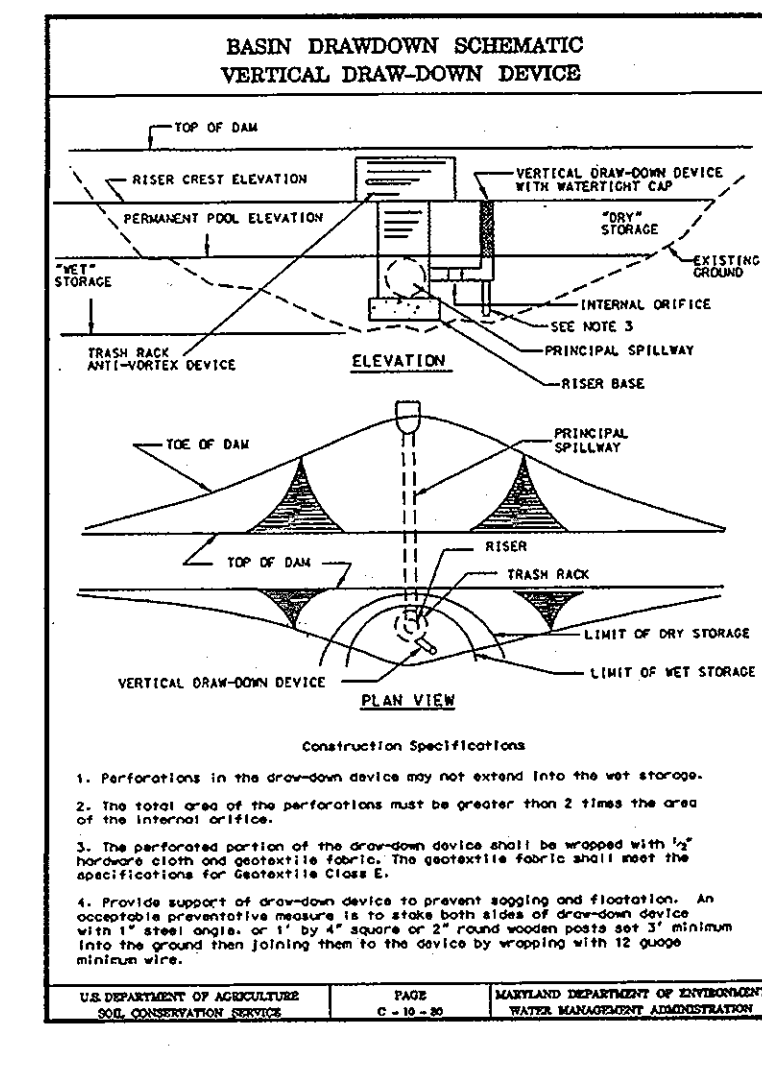 BASIN DRAWDOWN SCHEMATIC
VERTICAL DRAW-DOWN DEVICE
TOP OF DAM
RISER CREST ELEVATION
VERTICAL DRAW-DOWN DEVICE
WITH WATERTIGHT CAP
PERMANENT POOL ELEVATION
"DRY"
STORAGE
"WET"
STORAGE
EXISTING
GROUND
INTERNAL ORIFICE
SEE NOTE 3
TRASH RACK
ANTI-VORTEX DEVICE
ELEVATION
PRINCIPAL SPILLWAY
RISER BASE
TOE OF DAM
PRINCIPAL
SPILLWAY
RISER
TOP OF DAM
TRASH RACK
LIMIT OF DRY STORAGE
LIMIT OF WET STORAGE
VERTICAL DRAW-DOWN DEVICE
PLAN VIEW
Construction Specifications
1. Perforations in the draw-down device may not extend into the wet storage.
2. The total area of the perforations must be greater than 2 times the area
of the internal orifice.
3. The perforated portion of the draw-down device shall be wrapped with ½"
hardware cloth and geotextile fabric. The geotextile fabric shall meet the
specifications for Geotextile Class E.
4. Provide support of draw-down device to prevent sagging and floatation. An
acceptable preventative measure is to stake both sides of draw-down device
with 1" steel angle. or 1' by 4" square or 2" round wooden posts set 3' minimum
into the ground then joining them to the device by wrapping with 12 guage
minimum wire.
U.S. DEPARTMENT OF AGRICULTURE
SOIL CONSERVATION SERVICE
PAGE
C - 10 - 30
MARYLAND DEPARTMENT OF ENVIRONMENT
WATER MANAGEMENT ADMINISTRATION